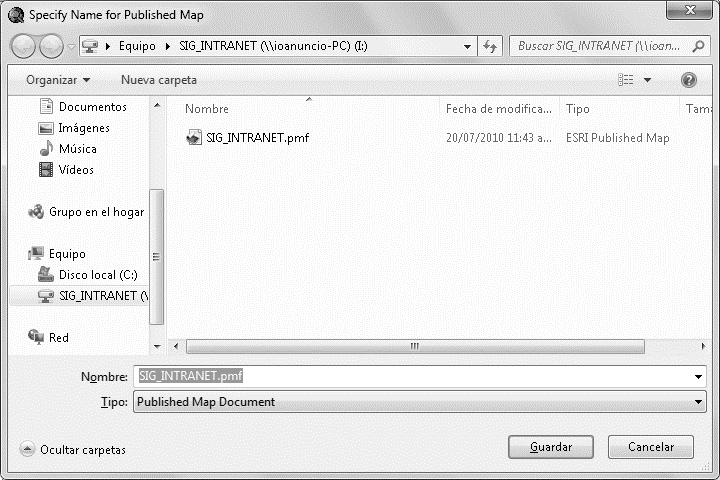 Specify Name for Published Map
Equipo SIG_INTRANET (\\ioanuncio-PC) (I:)
Buscar SIG_INTRANET (\\ioan...
Organizar Nueva carpeta
Nombre Fecha de modifica... Tipo Tama
Documentos
SIG_INTRANET.pmf 20/07/2010 11:43 a... ESRI Published Map
Imágenes
Música
Vídeos
Grupo en el hogar
Equipo
Disco local (C:)
SIG_INTRANET (\
Red
Nombre: SIG_INTRANET.pmf
Tipo: Published Map Document
Ocultar carpetas
Guardar Cancelar